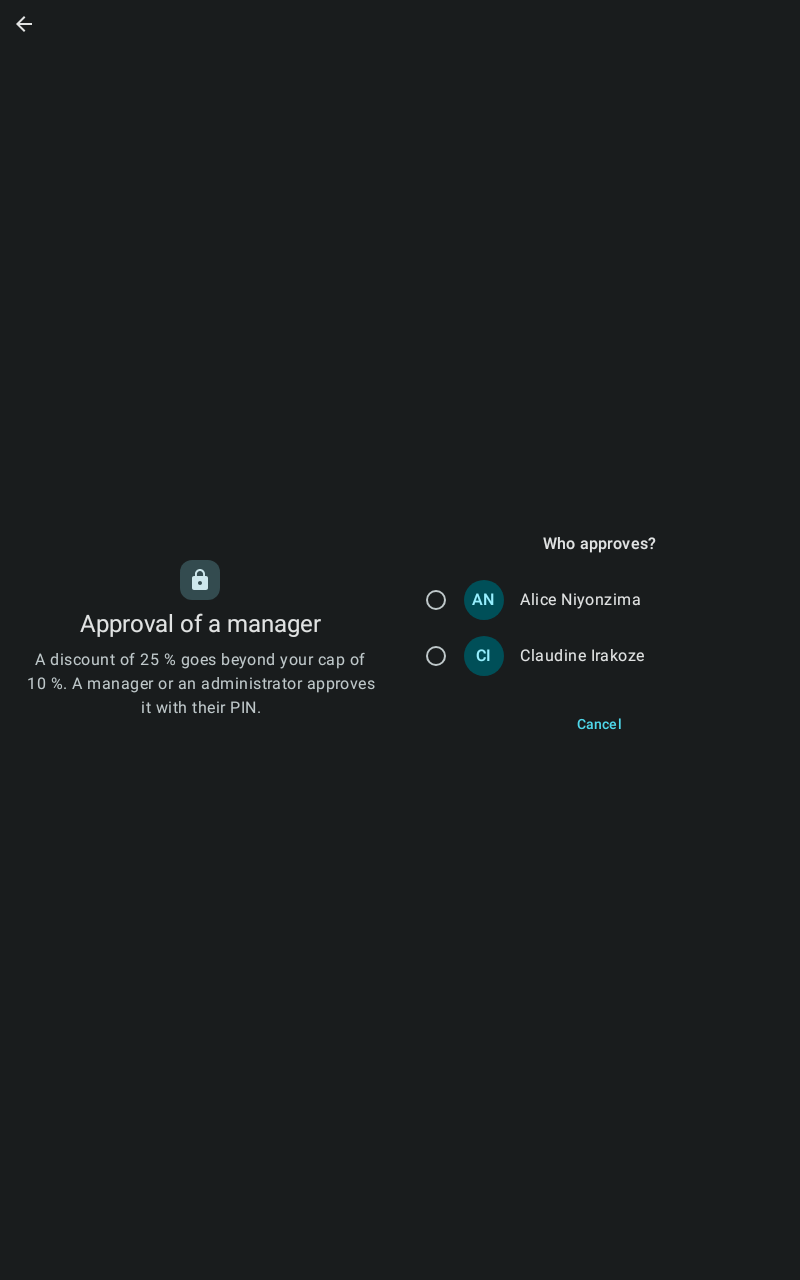 Approval of a manager
A discount of 25 % goes beyond your cap of
10 %. A manager or an administrator approves
it with their PIN.
Who approves?
AN Alice Niyonzima
CI Claudine Irakoze
Cancel